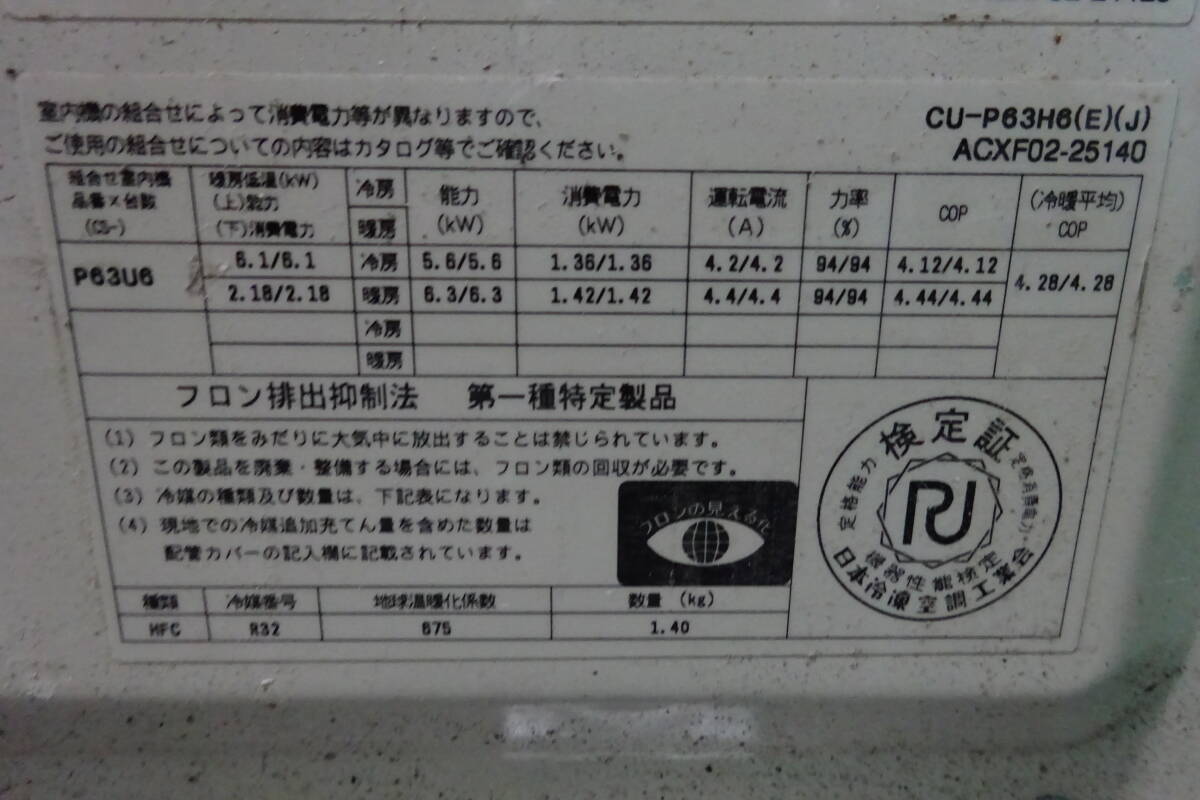 室内機の組合せによって消費電力等が異なりますので、
ご使用の組合せについての内容はカタログ等でご確認ください。
CU-P63H6(E)(J)
ACXF02-25140
組合せ室内機 品番×台数 (CS-) 暖房低温(kW) (上)能力 (下)消費電力 冷房 暖房 能力 (kW) 消費電力 (kW) 運転電流 (A) 力率 (%) COP (冷暖平均) COP
P63U6 6.1/6.1 冷房 5.6/5.6 1.36/1.36 4.2/4.2 94/94 4.12/4.12 4.28/4.28
2.18/2.18 暖房 6.3/6.3 1.42/1.42 4.4/4.4 94/94 4.44/4.44
冷房
暖房
フロン排出抑制法 第一種特定製品
(1) フロン類をみだりに大気中に放出することは禁じられています。
(2) この製品を廃棄・整備する場合には、フロン類の回収が必要です。
(3) 冷媒の種類及び数量は、下記表になります。
(4) 現地での冷媒追加充てん量を含めた数量は
配管カバーの記入欄に記載されています。
フロンの見える化
種類 冷媒番号 地球温暖化係数 数量 (kg)
HFC R32 675 1.40
検定証
定格能力
定格消費電力
機器性能検定
日本冷凍空調工業会